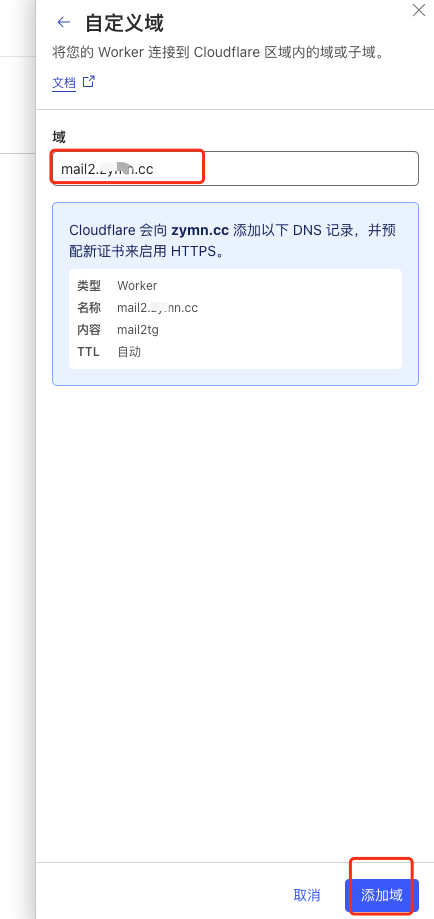 自定义域
将您的 Worker 连接到 Cloudflare 区域内的域或子域。
文档
域
mail2.zymn.cc
Cloudflare 会向 zymn.cc 添加以下 DNS 记录，并预
配新证书来启用 HTTPS。
类型 Worker
名称 mail2.zymn.cc
内容 mail2tg
TTL 自动
取消 添加域